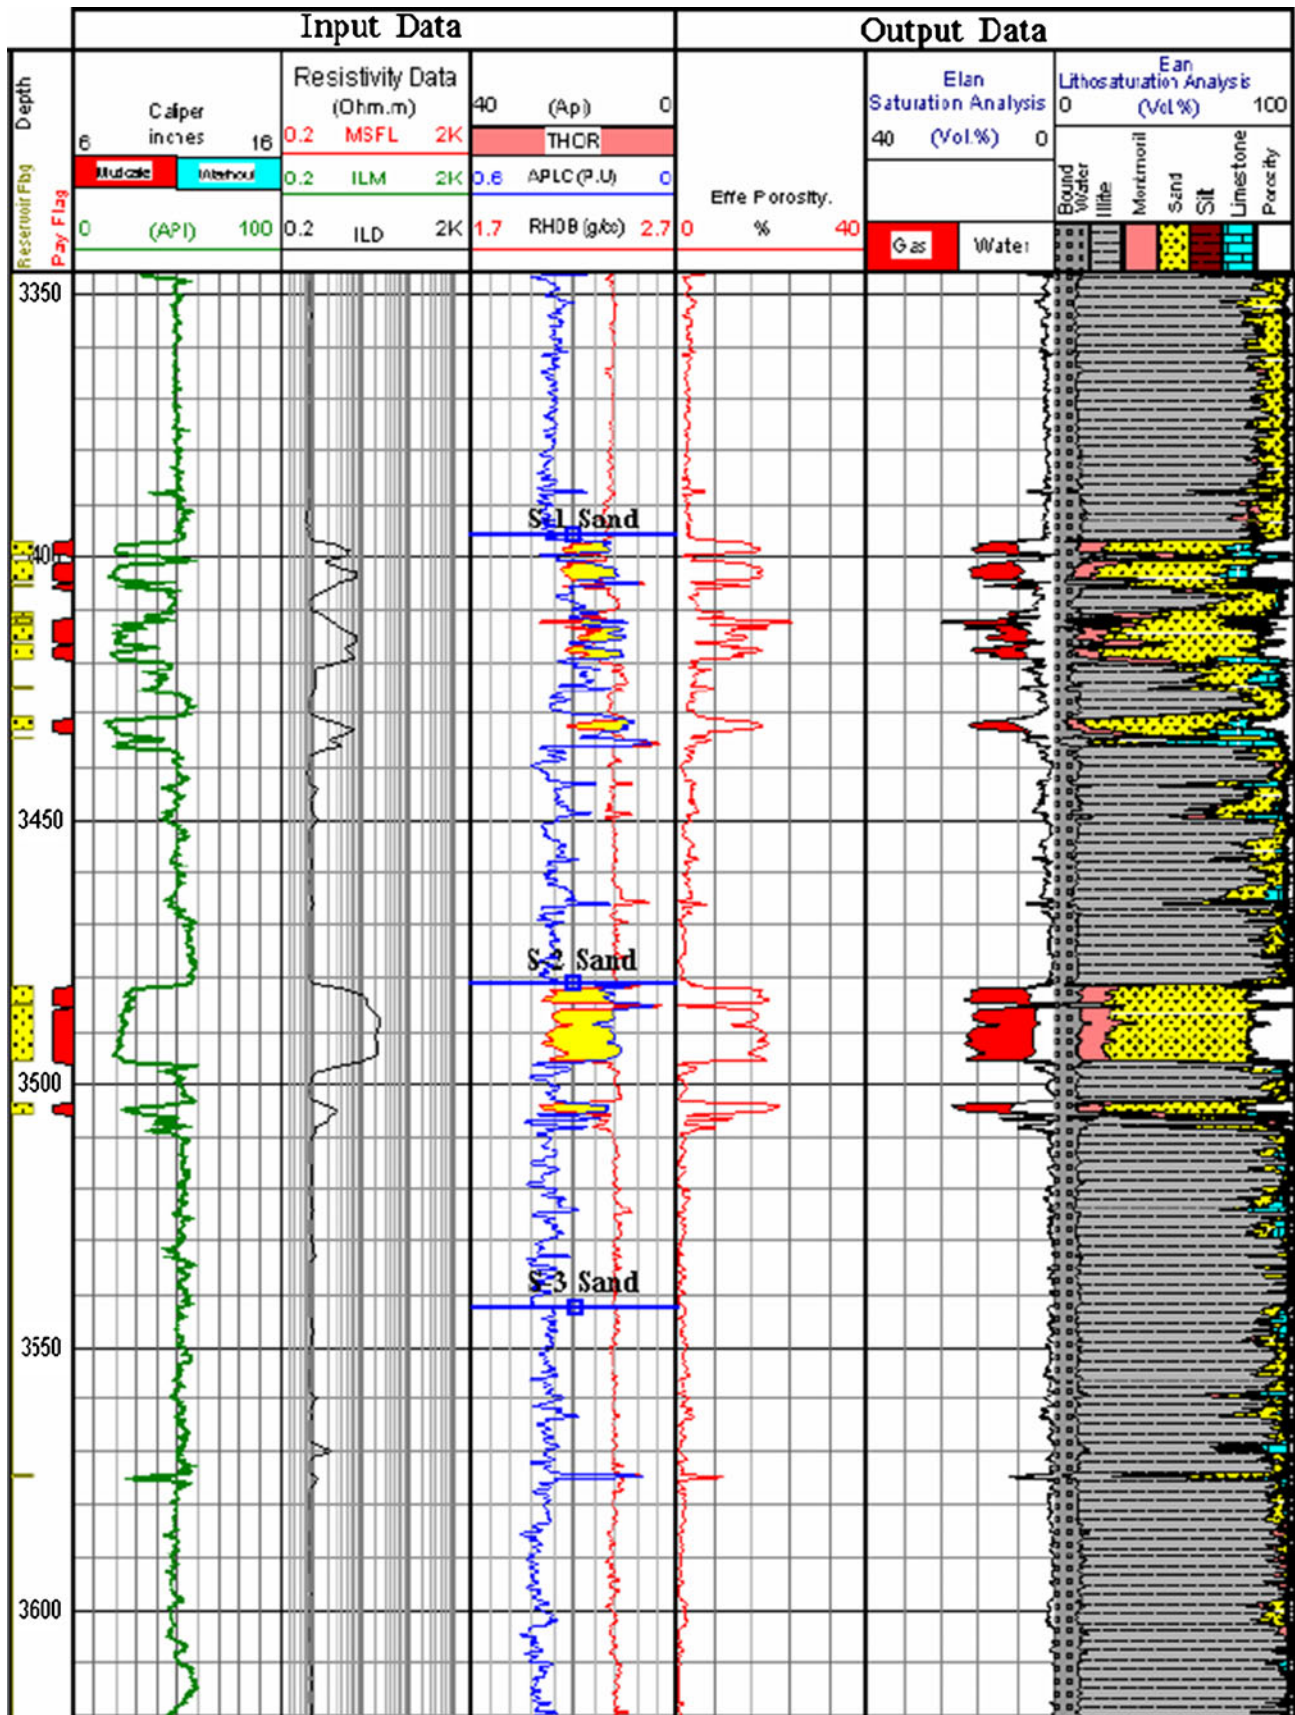 Input Data
Output Data
Depth
Reservoir Flag
Pay Flag
Caliper
inches
6 16
Mudcake Washout
0 (API) 100
Resistivity Data
(Ohm.m)
0.2 MSFL 2K
0.2 ILM 2K
0.2 ILD 2K
40 (Api) 0
THOR
0.6 APLC (P.U) 0
1.7 RHOB (g/cc) 2.7
Effe Porosity.
0 % 40
Elan
Saturation Analysis
40 (Vol.%) 0
Gas Water
Ean
Lithosaturation Analysis
0 (Vol.%) 100
Bound
Water
Illite
Montmoril
Sand
Silt
Limestone
Porosity
3350
S-1 Sand
400
3450
S-2 Sand
3500
S-3 Sand
3550
3600